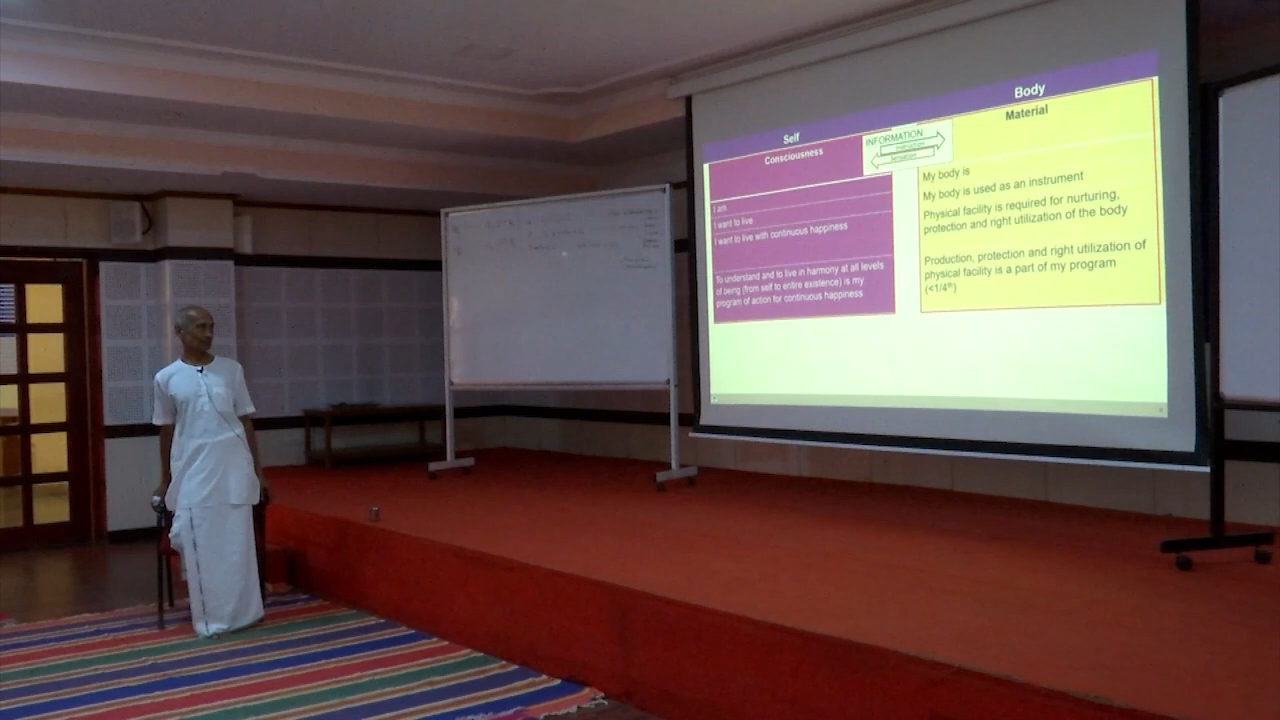 Self
Body
Consciousness
Material
INFORMATION
Instruction
Sensation
I am
I want to live
I want to live with continuous happiness
To understand and to live in harmony at all levels
of being (from self to entire existence) is my
program of action for continuous happiness
My body is
My body is used as an instrument
Physical facility is required for nurturing,
protection and right utilization of the body
Production, protection and right utilization of
physical facility is a part of my program
(<1/4th)